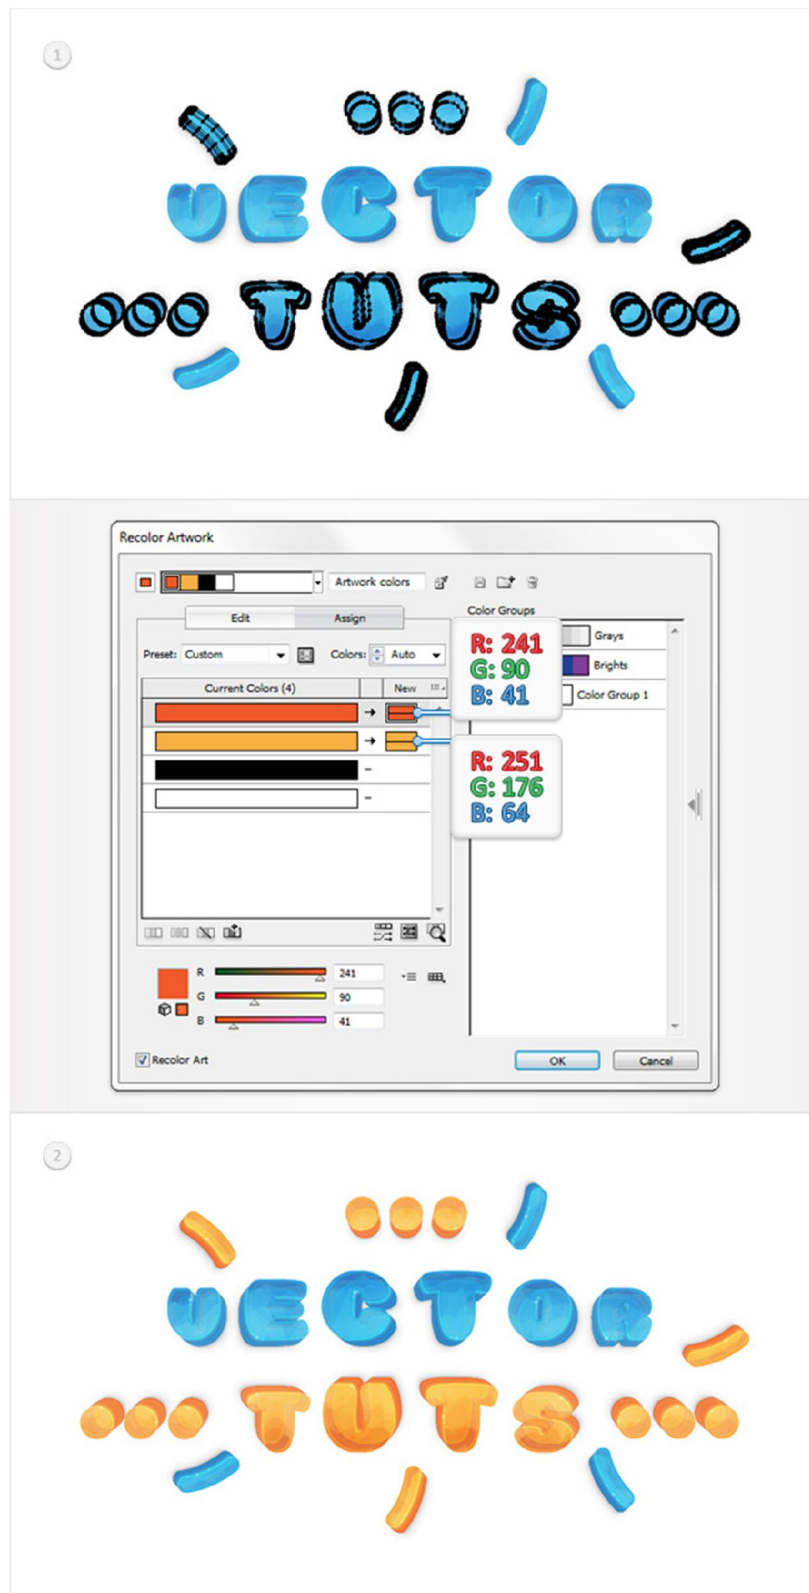 1
VECTOR
TUTS
Recolor Artwork
Artwork colors
Edit Assign
Color Groups
Preset: Custom Colors: Auto
Grays
Current Colors (4) New
Brights
Color Group 1
R: 241
G: 90
B: 41
R: 251
G: 176
B: 64
R 241
G 90
B 41
Recolor Art
OK Cancel
2
VECTOR
TUTS